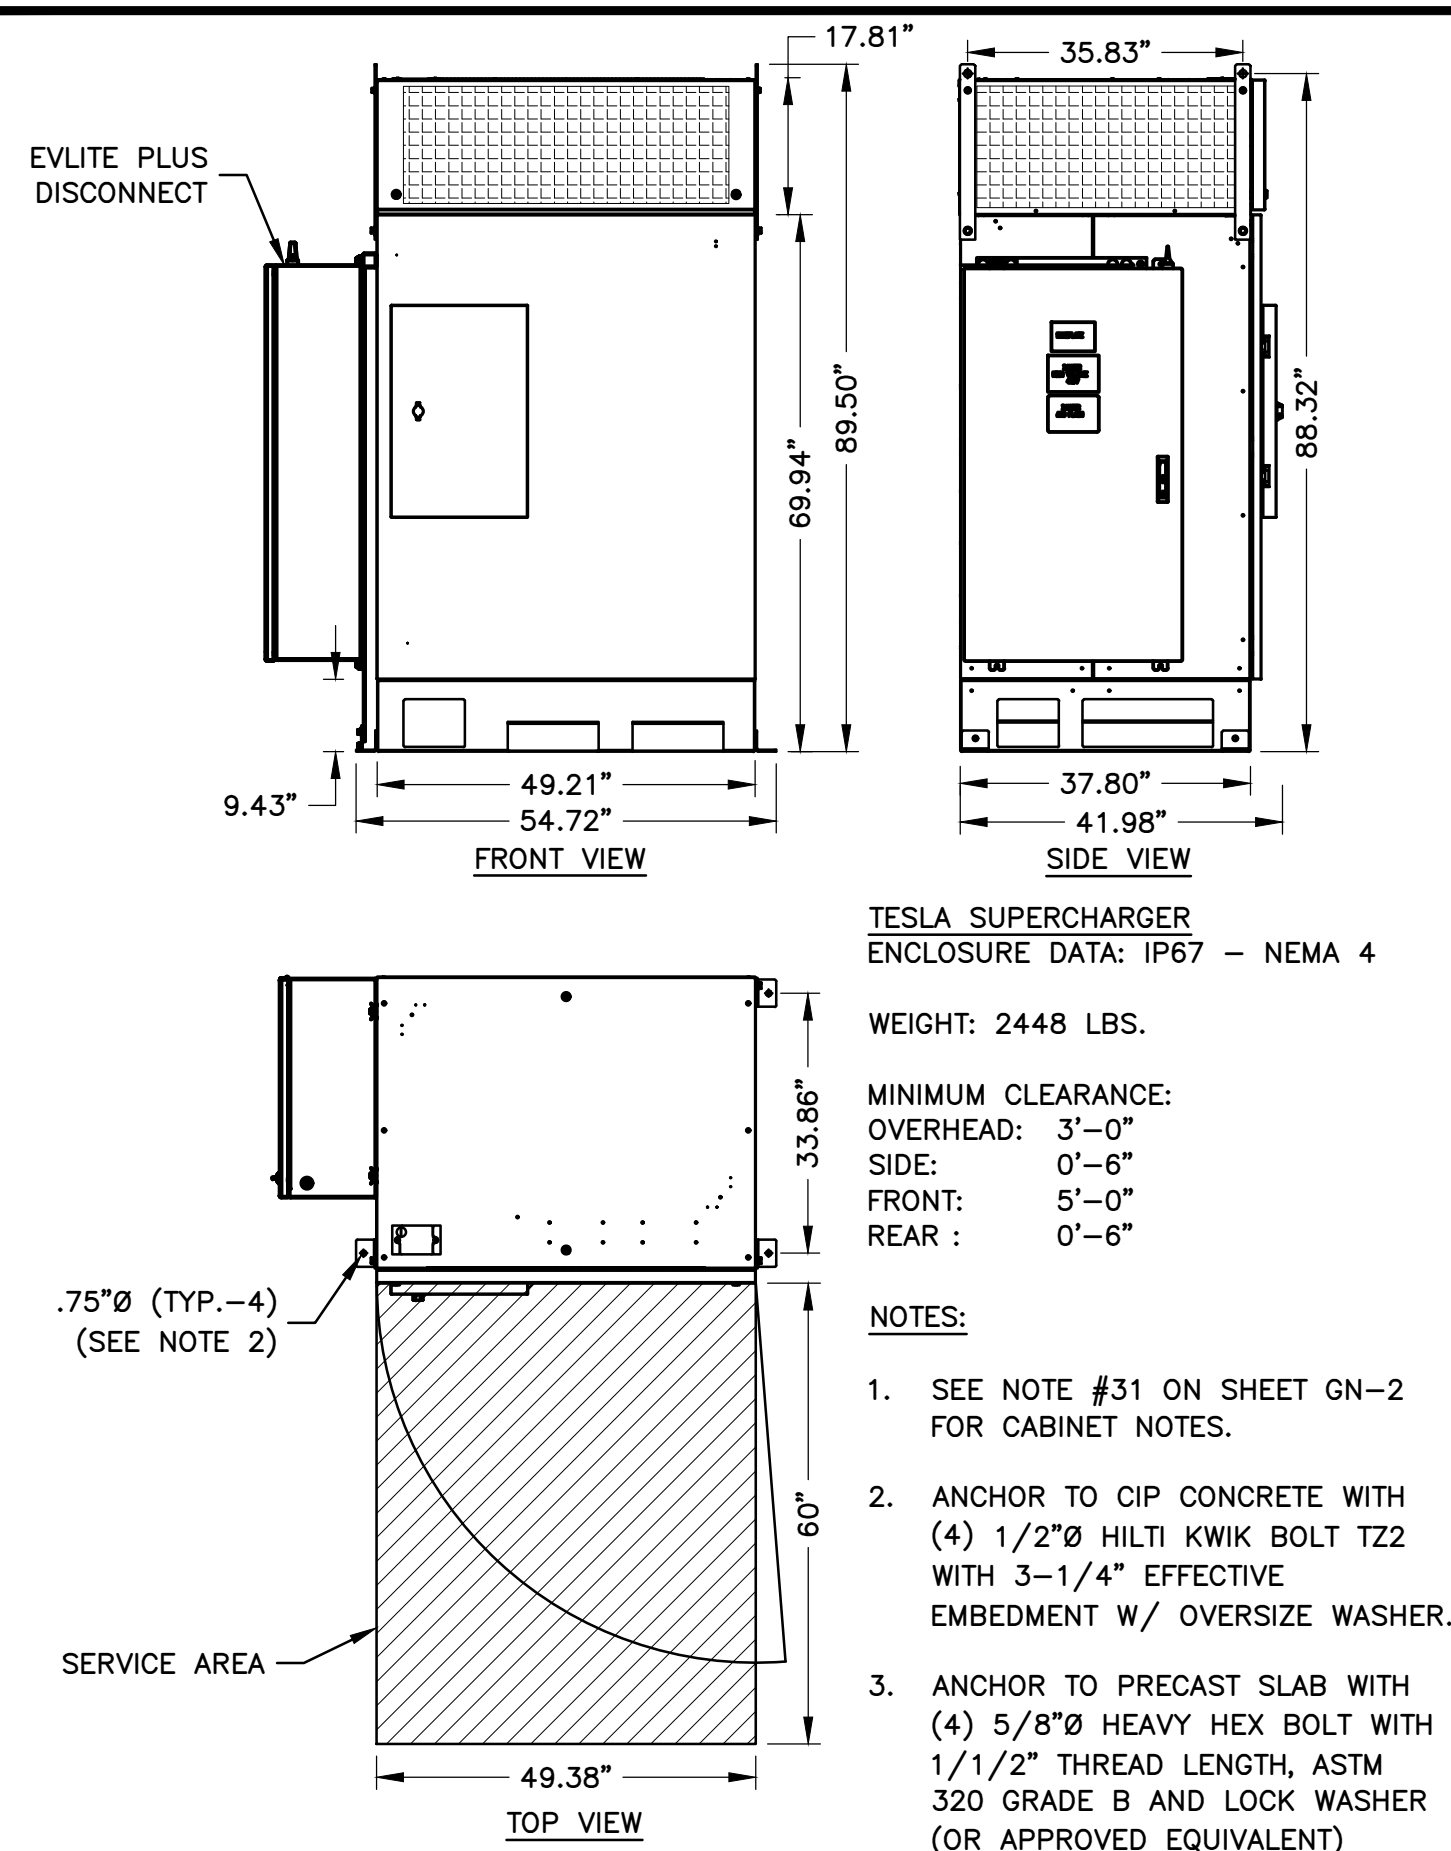 17.81”
35.83”
EVLITE PLUS
DISCONNECT
89.50”
69.94”
88.32”
9.43”
49.21”
54.72”
FRONT VIEW
37.80”
41.98”
SIDE VIEW
TESLA SUPERCHARGER
ENCLOSURE DATA: IP67 – NEMA 4
WEIGHT: 2448 LBS.
MINIMUM CLEARANCE:
OVERHEAD: 3’–0”
SIDE: 0’–6”
FRONT: 5’–0”
REAR : 0’–6”
33.86”
.75”Ø (TYP.–4)
(SEE NOTE 2)
60”
SERVICE AREA
49.38”
TOP VIEW
NOTES:
1. SEE NOTE #31 ON SHEET GN–2
FOR CABINET NOTES.
2. ANCHOR TO CIP CONCRETE WITH
(4) 1/2”Ø HILTI KWIK BOLT TZ2
WITH 3–1/4” EFFECTIVE
EMBEDMENT W/ OVERSIZE WASHER.
3. ANCHOR TO PRECAST SLAB WITH
(4) 5/8”Ø HEAVY HEX BOLT WITH
1/1/2” THREAD LENGTH, ASTM
320 GRADE B AND LOCK WASHER
(OR APPROVED EQUIVALENT)